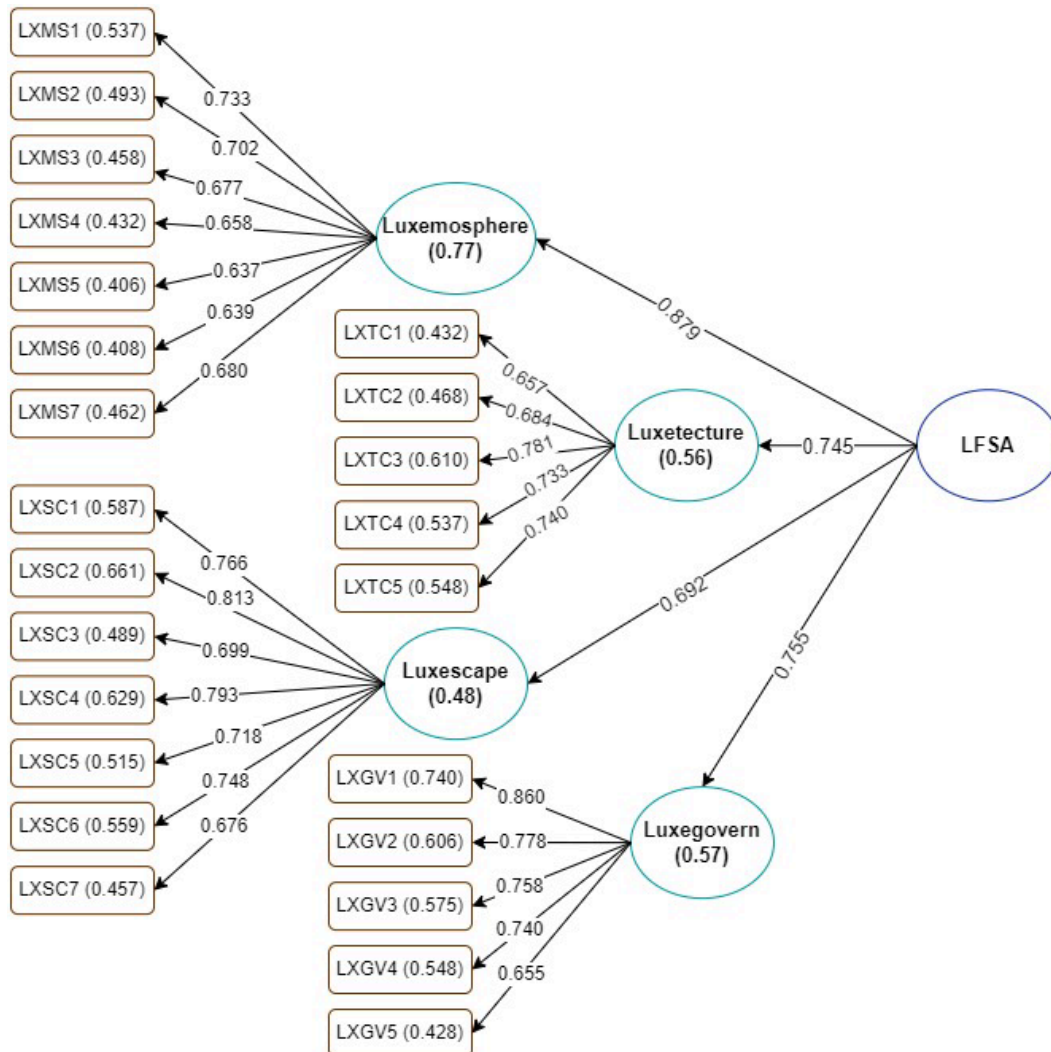 LXMS1 (0.537)
LXMS2 (0.493)
LXMS3 (0.458)
LXMS4 (0.432)
LXMS5 (0.406)
LXMS6 (0.408)
LXMS7 (0.462)
0.733
0.702
0.677
0.658
0.637
0.639
0.680
Luxemosphere
(0.77)
0.879
LXTC1 (0.432)
LXTC2 (0.468)
LXTC3 (0.610)
LXTC4 (0.537)
LXTC5 (0.548)
0.657
0.684
0.781
0.733
0.740
Luxetecture
(0.56)
0.745
LFSA
LXSC1 (0.587)
LXSC2 (0.661)
LXSC3 (0.489)
LXSC4 (0.629)
LXSC5 (0.515)
LXSC6 (0.559)
LXSC7 (0.457)
0.766
0.813
0.699
0.793
0.718
0.748
0.676
Luxescape
(0.48)
0.692
0.755
LXGV1 (0.740)
LXGV2 (0.606)
LXGV3 (0.575)
LXGV4 (0.548)
LXGV5 (0.428)
0.860
0.778
0.758
0.740
0.655
Luxegovern
(0.57)